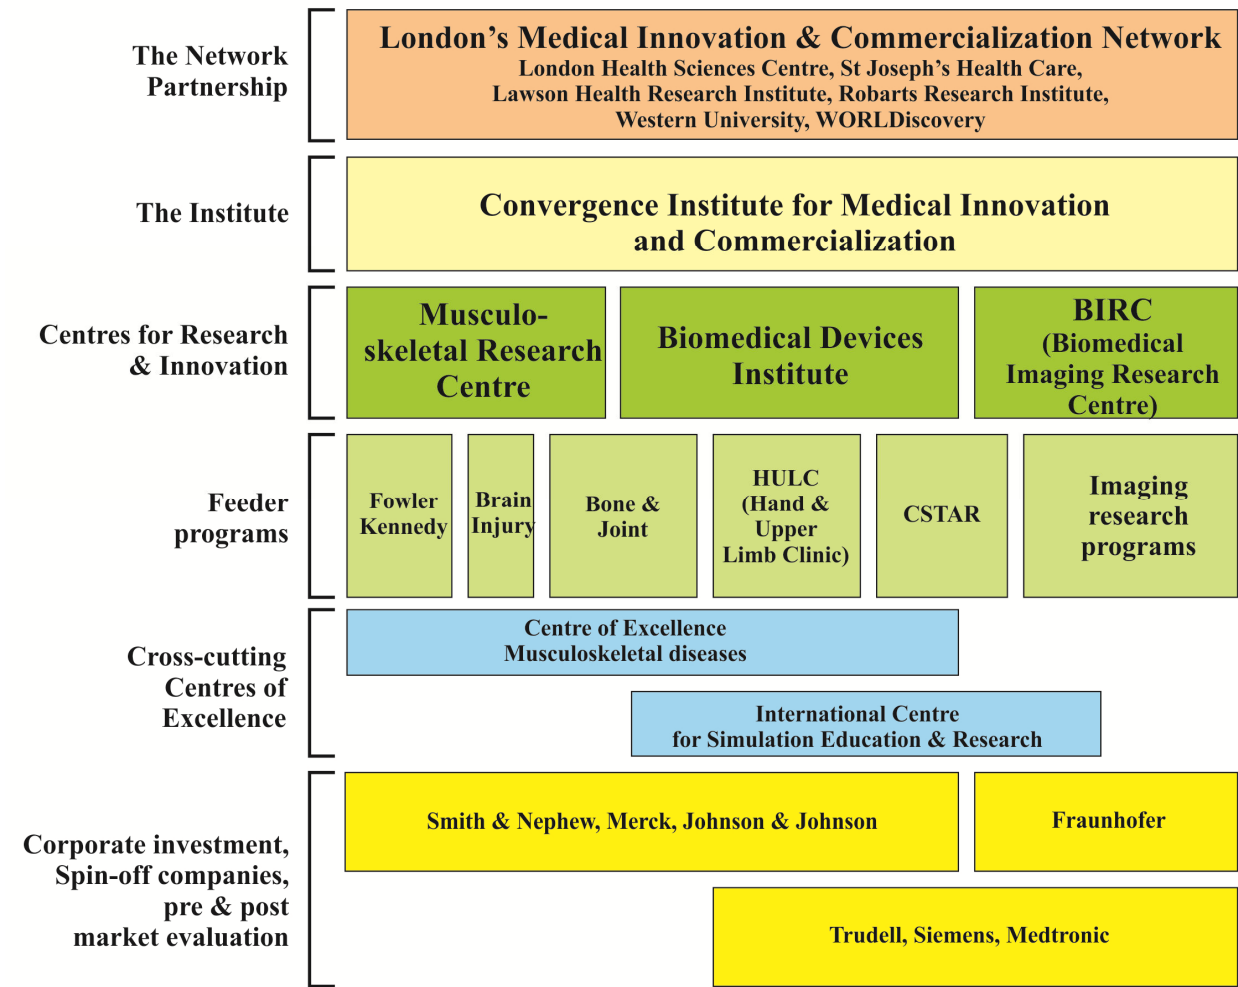 The Network
Partnership
London’s Medical Innovation & Commercialization Network
London Health Sciences Centre, St Joseph’s Health Care,
Lawson Health Research Institute, Robarts Research Institute,
Western University, WORLDiscovery
The Institute
Convergence Institute for Medical Innovation
and Commercialization
Centres for Research
& Innovation
Musculo-
skeletal Research
Centre
Biomedical Devices
Institute
BIRC
(Biomedical
Imaging Research
Centre)
Feeder
programs
Fowler
Kennedy
Brain
Injury
Bone &
Joint
HULC
(Hand &
Upper
Limb Clinic)
CSTAR
Imaging
research
programs
Cross-cutting
Centres of
Excellence
Centre of Excellence
Musculoskeletal diseases
International Centre
for Simulation Education & Research
Corporate investment,
Spin-off companies,
pre & post
market evaluation
Smith & Nephew, Merck, Johnson & Johnson
Fraunhofer
Trudell, Siemens, Medtronic